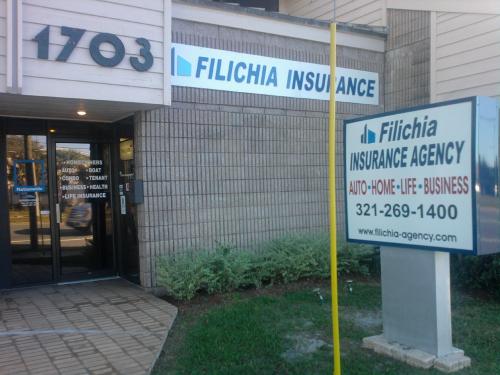 1703
FILICHIA INSURANCE
Filichia
INSURANCE AGENCY
AUTO•HOME•LIFE•BUSINESS
321-269-1400
www.filichia-agency.com
•HOMEOWNERS
AUTO• •BOAT
CONDO •TENANT
BUSINESS•HEALTH
•LIFE INSURANCE
Nationwide